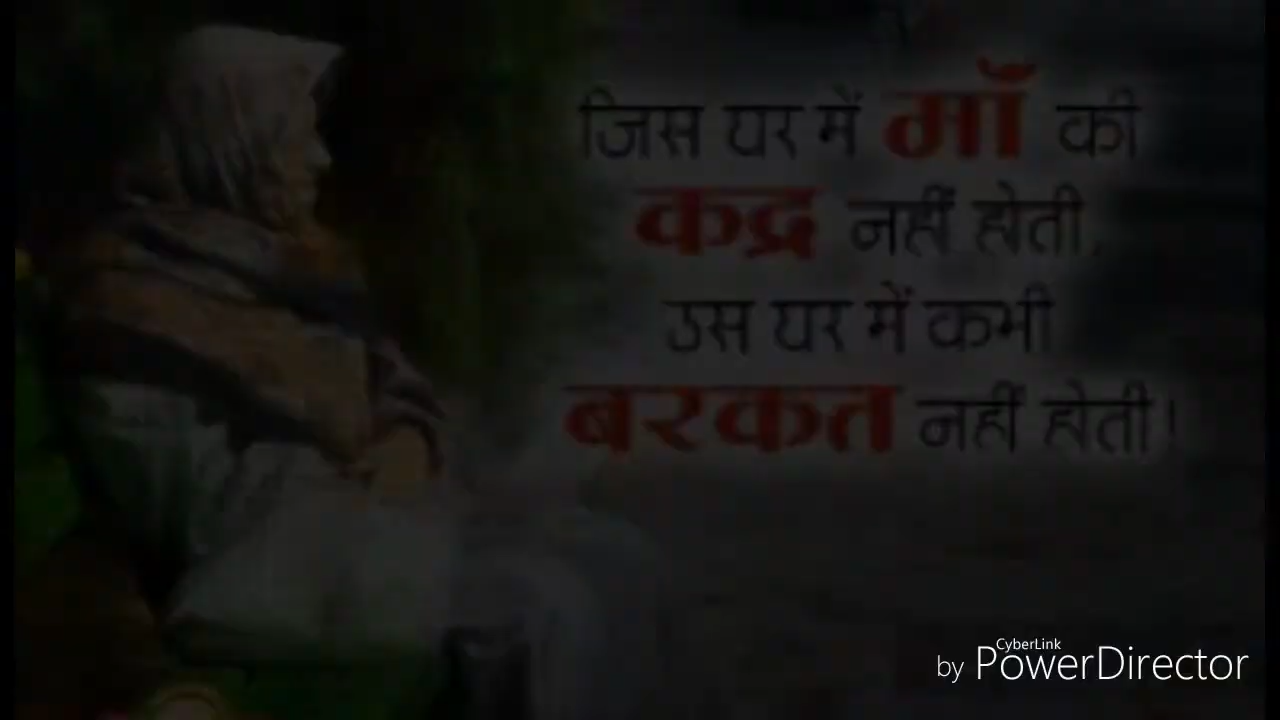 जिस घर में माँ की
कद्र नहीं होती,
उस घर में कभी
बरकत नहीं होती!
CyberLink
by PowerDirector